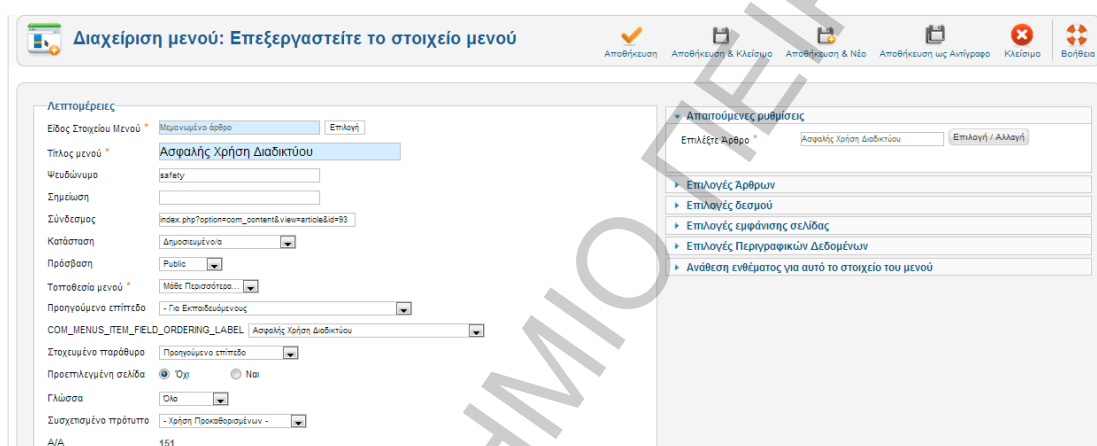 Διαχείριση μενού: Επεξεργαστείτε το στοιχείο μενού
Αποθήκευση Αποθήκευση & Κλείσιμο Αποθήκευση & Νέο Αποθήκευση ως Αντίγραφο Κλείσιμο Βοήθεια
Λεπτομέρειες
Είδος Στοιχείου Μενού * Μεμονωμένο άρθρο Επιλογή
Τίτλος μενού * Ασφαλής Χρήση Διαδικτύου
Ψευδώνυμο safety
Σημείωση
Σύνδεσμος index.php?option=com_content&view=article&id=93
Κατάσταση Δημοσιευμένο/α
Πρόσβαση Public
Τοποθεσία μενού * Μάθε Περισσότερα...
Προηγούμενο επίπεδο - Για Εκπαιδευόμενους
COM_MENUS_ITEM_FIELD_ORDERING_LABEL Ασφαλής Χρήση Διαδικτύου
Στοχευμένο παράθυρο Προηγούμενο επίπεδο
Προεπιλεγμένη σελίδα Όχι Ναι
Γλώσσα Όλα
Συσχετισμένο πρότυπο - Χρήση Προκαθορισμένων -
Α/Α 151
Απαιτούμενες ρυθμίσεις
Επιλέξτε Άρθρο * Ασφαλής Χρήση Διαδικτύου Επιλογή / Αλλαγή
Επιλογές Άρθρων
Επιλογές δεσμού
Επιλογές εμφάνισης σελίδας
Επιλογές Περιγραφικών Δεδομένων
Ανάθεση ενθέματος για αυτό το στοιχείο του μενού
ΗΜΙΟ ΠΕΙ